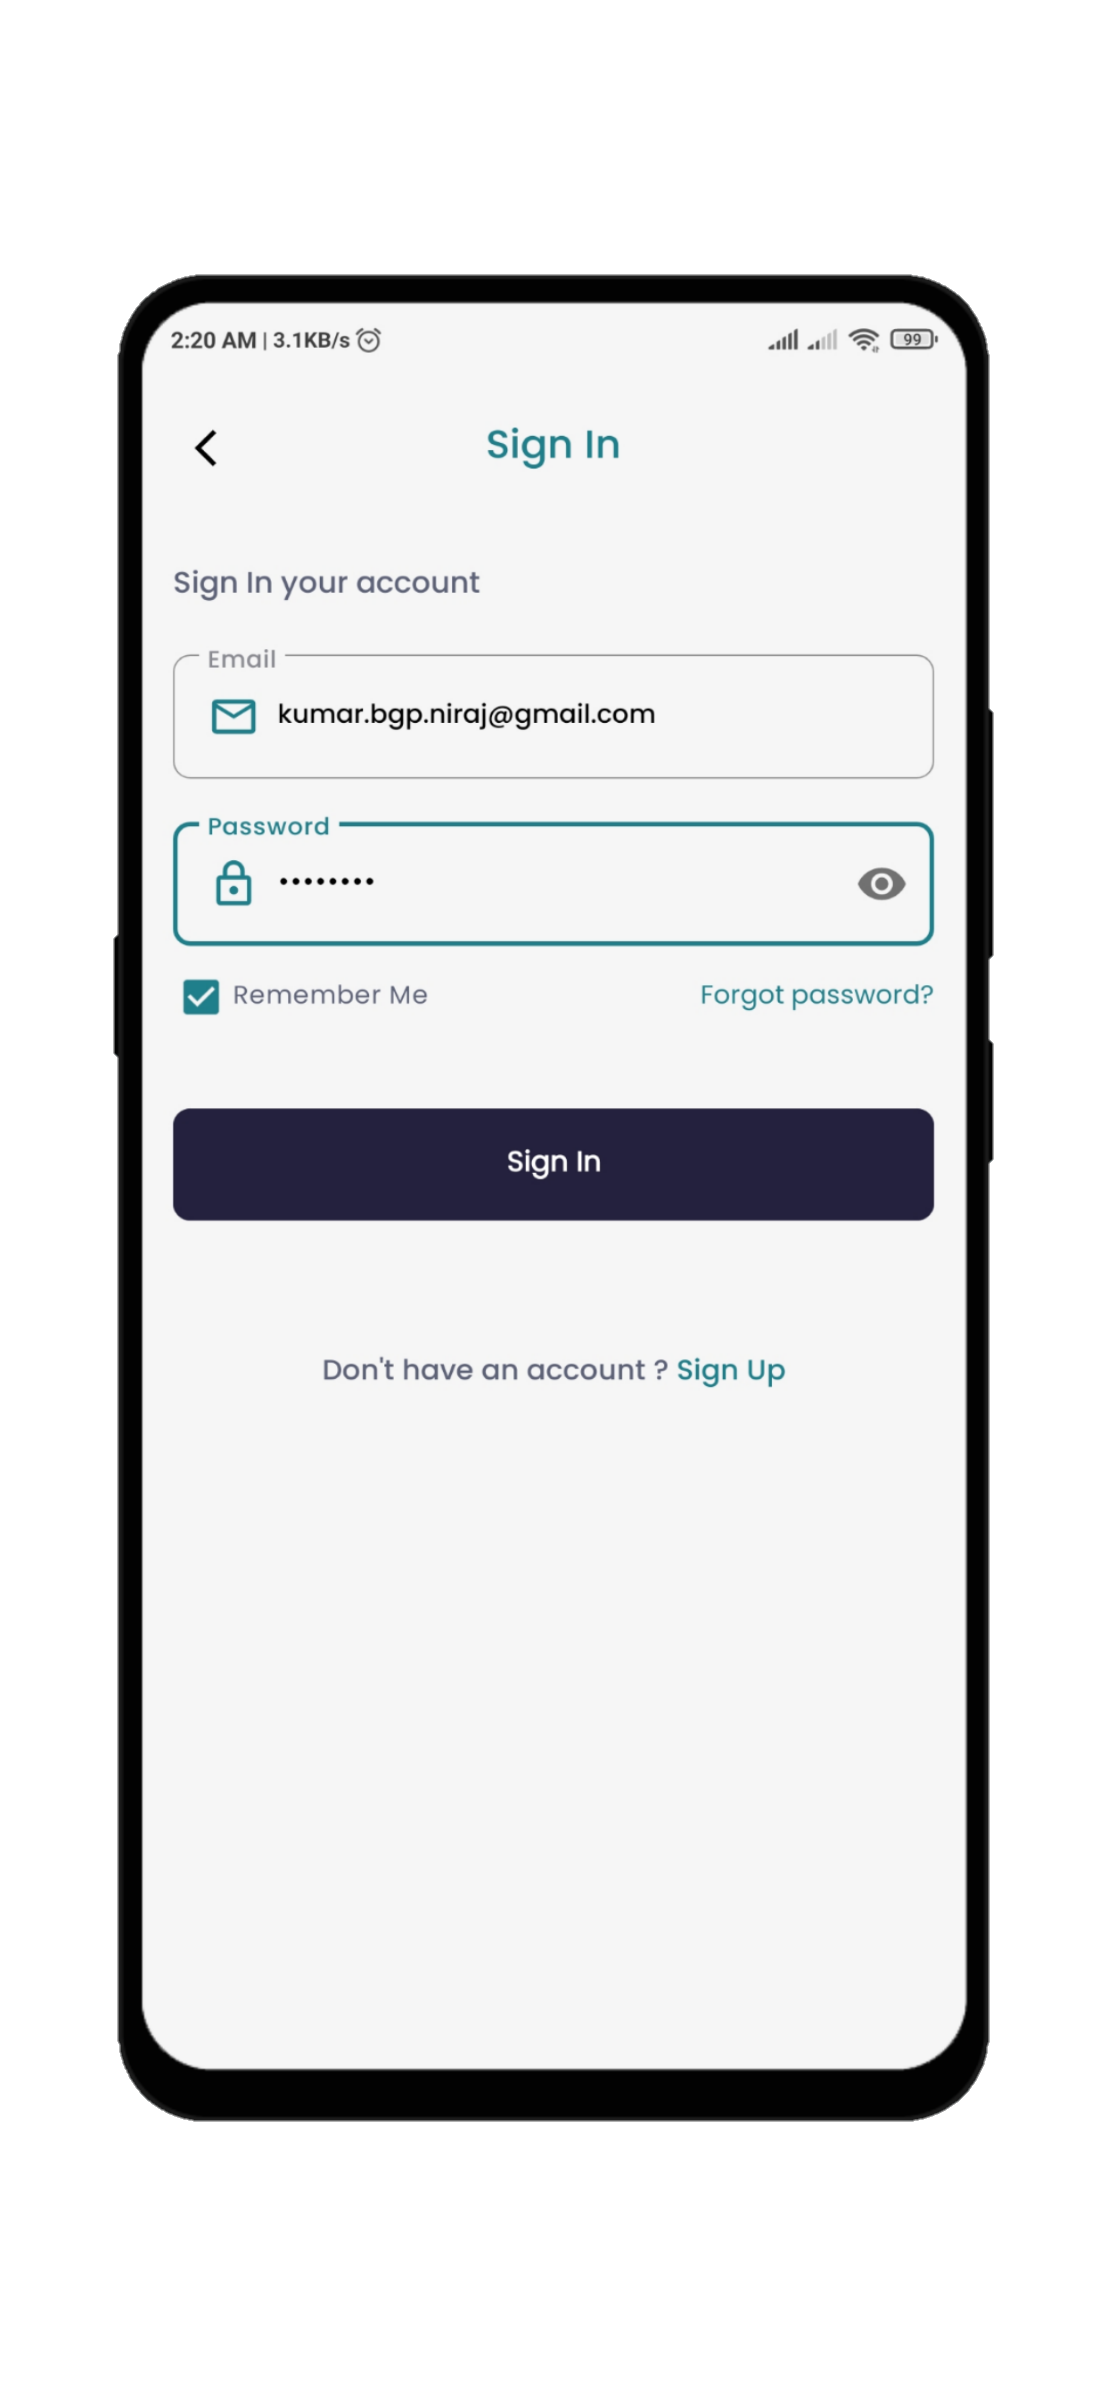 2:20 AM | 3.1KB/s 99
Sign In
Sign In your account
Email
kumar.bgp.niraj@gmail.com
Password
••••••••
Remember Me Forgot password?
Sign In
Don't have an account ? Sign Up